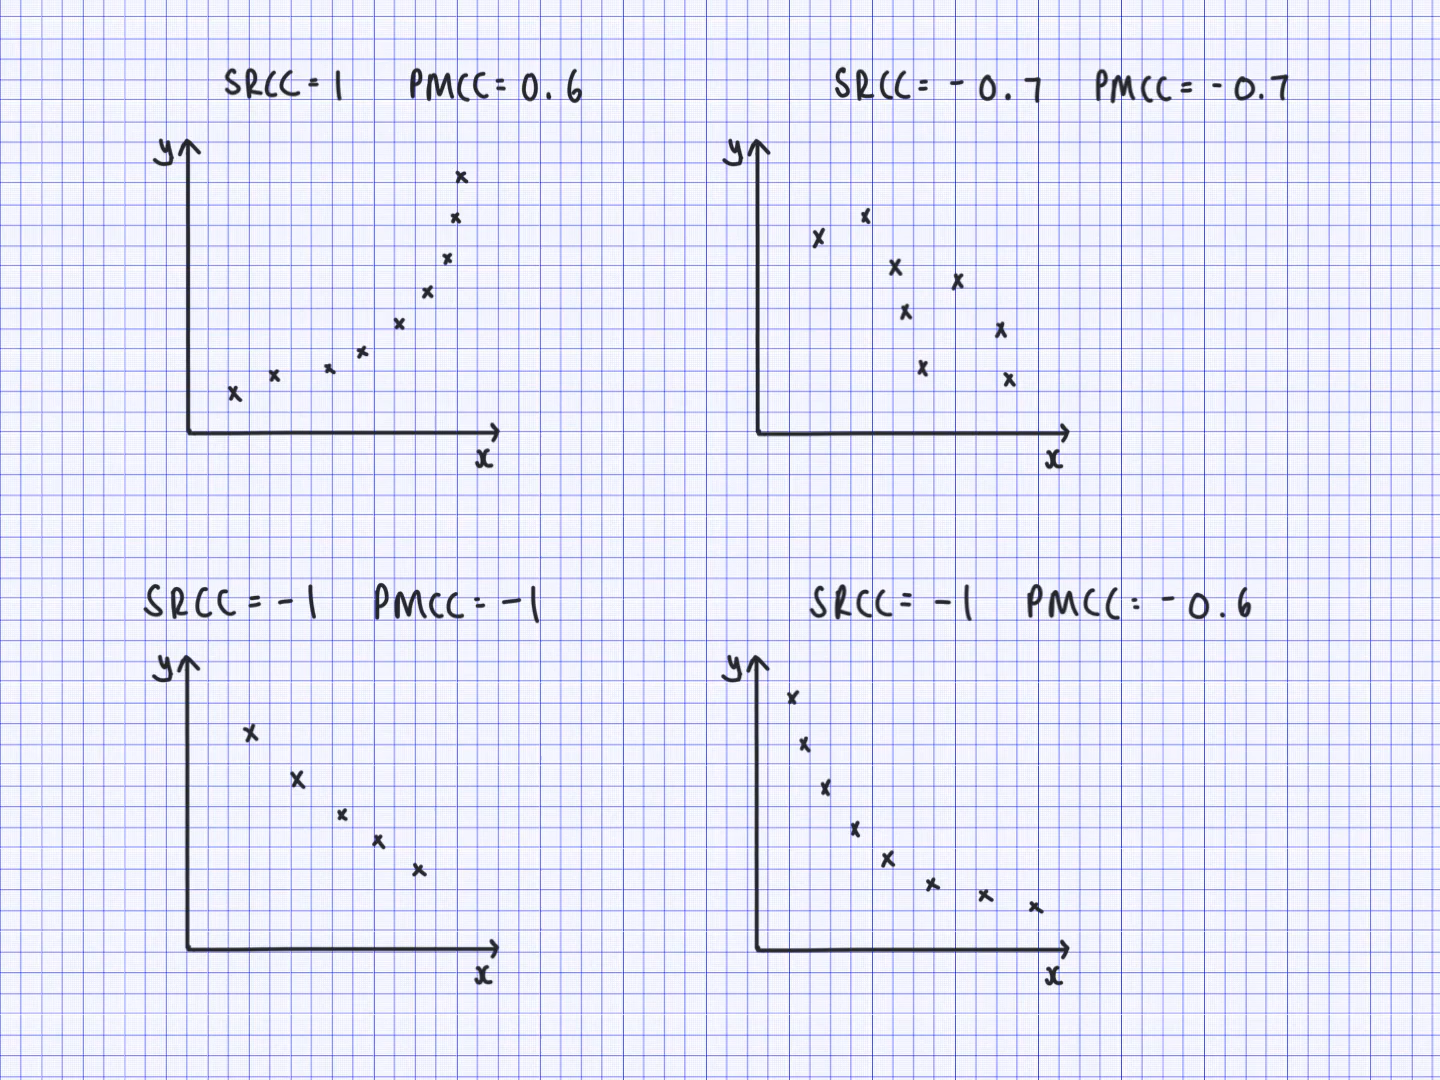 SRCC = 1 PMCC = 0.6
y
x
SRCC = -0.7 PMCC = -0.7
y
x
SRCC = -1 PMCC = -1
y
x
SRCC = -1 PMCC = -0.6
y
x